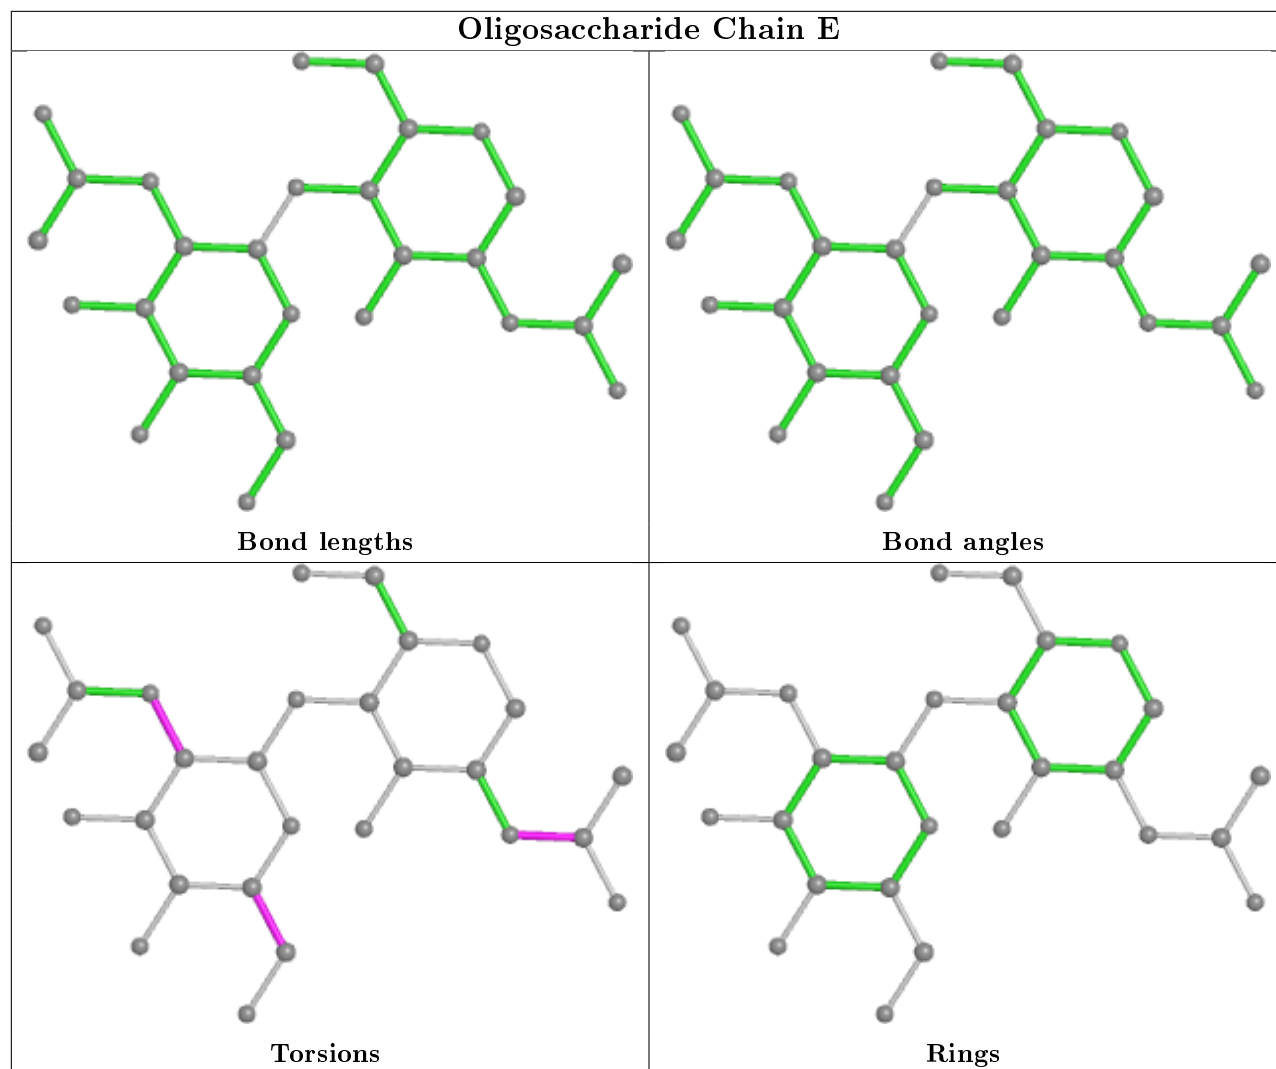 Oligosaccharide Chain E
Bond lengths
Bond angles
Torsions
Rings